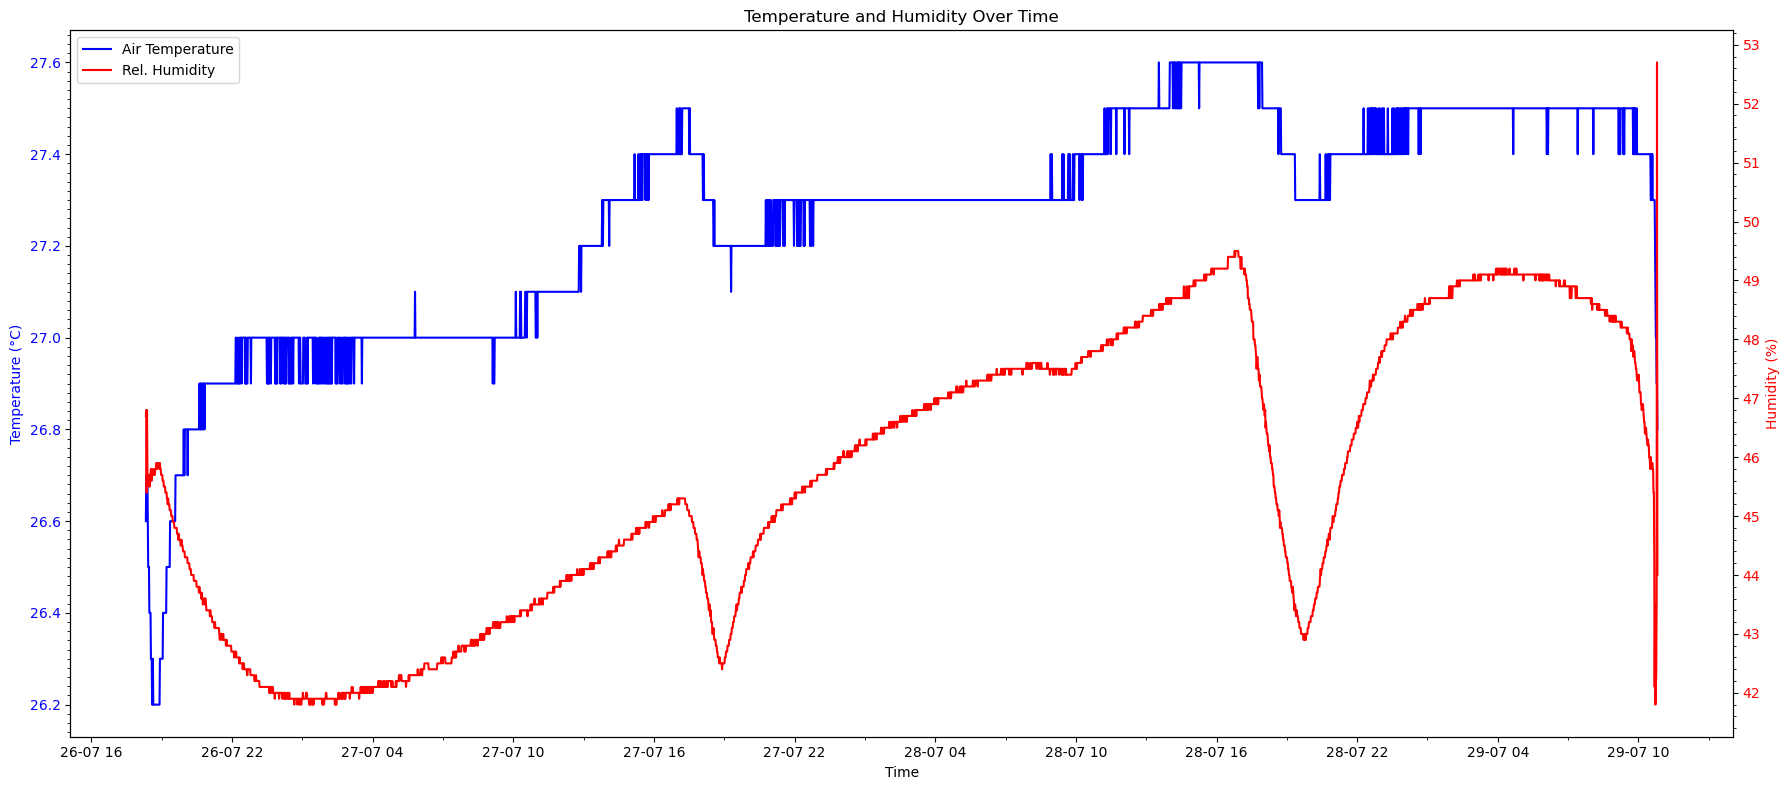 Temperature and Humidity Over Time
Air Temperature
Rel. Humidity
27.6
27.4
27.2
27.0
26.8
26.6
26.4
26.2
Temperature (°C)
53
52
51
50
49
48
47
46
45
44
43
42
Humidity (%)
26-07 16 26-07 22 27-07 04 27-07 10 27-07 16 27-07 22 28-07 04 28-07 10 28-07 16 28-07 22 29-07 04 29-07 10
Time